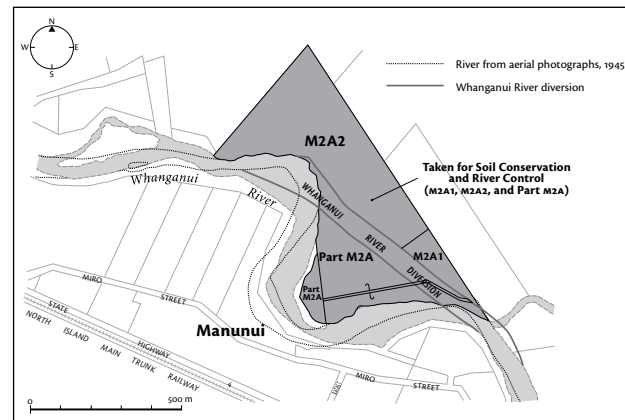 N
W
E
S
River from aerial photographs, 1945
Whanganui River diversion
M2A2
Taken for Soil Conservation
and River Control
(M2A1, M2A2, and Part M2A)
Whanganui
River
WHANGANUI
RIVER
DIVERSION
M2A1
Part M2A
Part
M2A
MIRO
STREET
Manunui
STATE
HIGHWAY
4
NORTH ISLAND MAIN TRUNK RAILWAY
MIRO
STREET
0
500 m